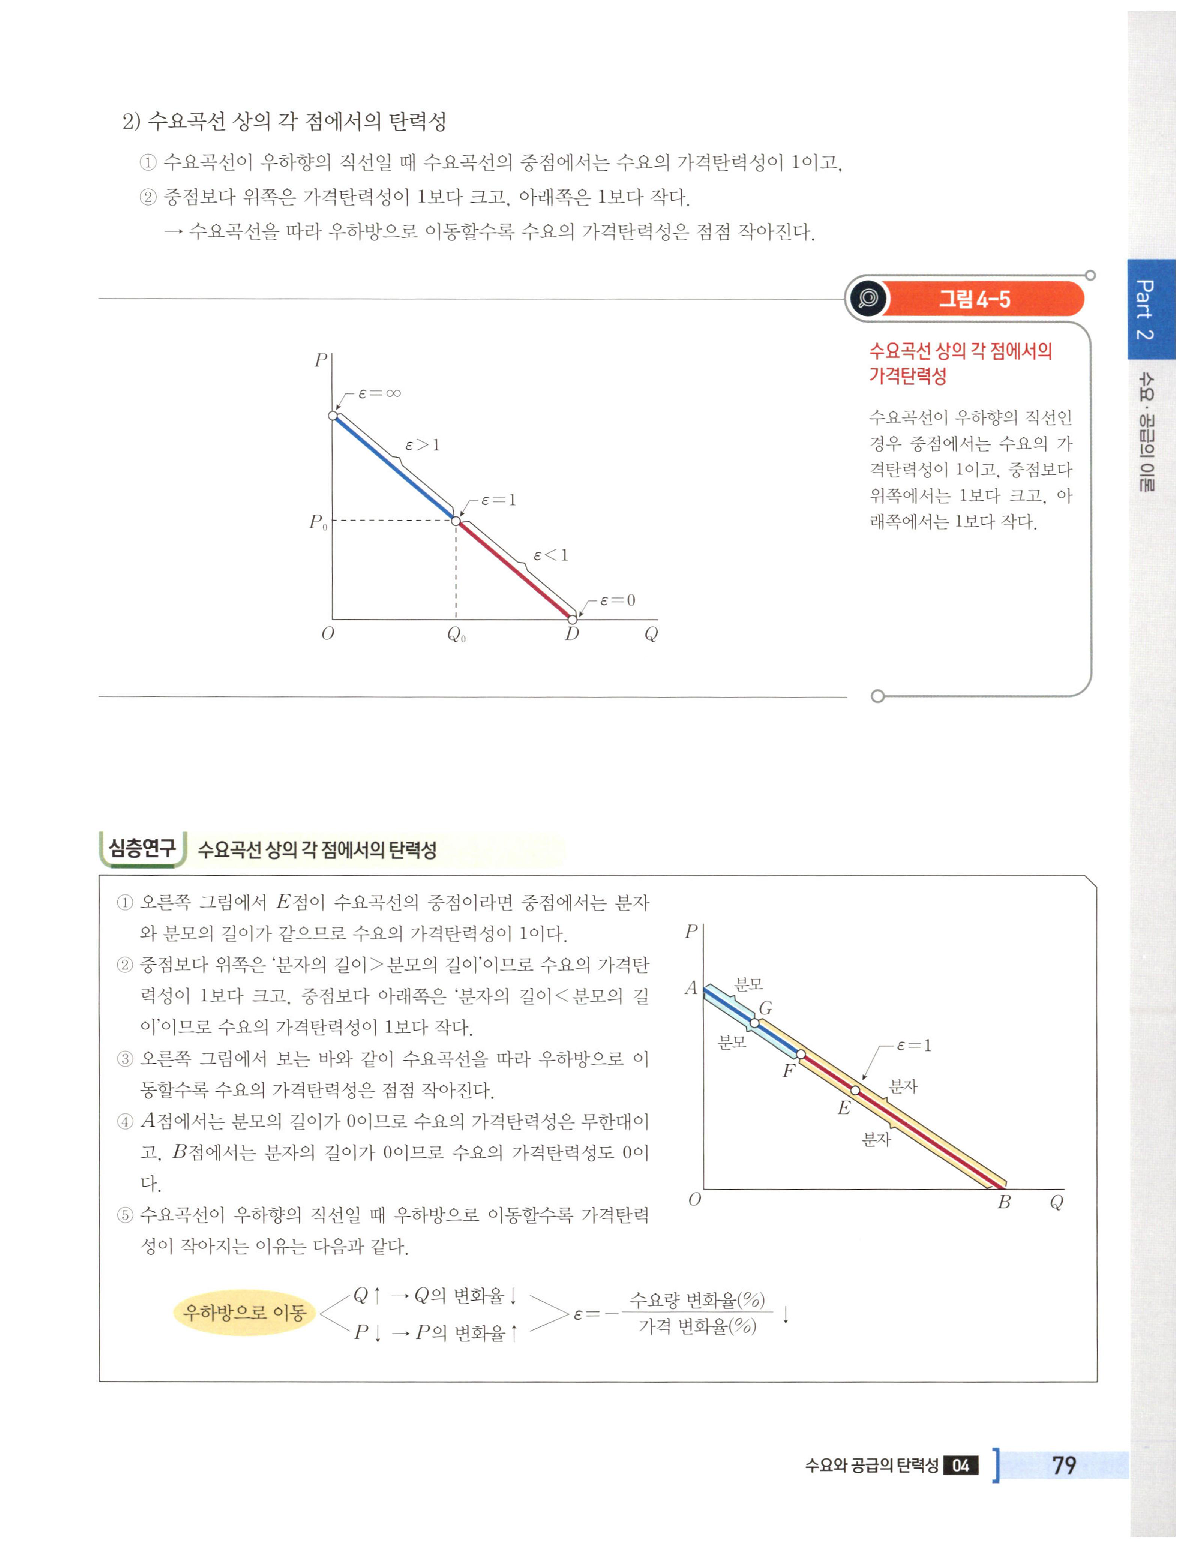 2) 수요곡선 상의 각 점에서의 탄력성
① 수요곡선이 우하향의 직선일 때 수요곡선의 중점에서는 수요의 가격탄력성이 1이고,
② 중점보다 위쪽은 가격탄력성이 1보다 크고, 아래쪽은 1보다 작다.
→ 수요곡선을 따라 우하방으로 이동할수록 수요의 가격탄력성은 점점 작아진다.
그림 4-5
수요곡선 상의 각 점에서의
가격탄력성
수요곡선이 우하향의 직선인
경우 중점에서는 수요의 가
격탄력성이 1이고, 중점보다
위쪽에서는 1보다 크고, 아
래쪽에서는 1보다 작다.
P
ε=∞
ε>1
ε=1
P₀
ε<1
ε=0
O
Q₀
D
Q
Part 2
수요·공급의 이론
심층연구
수요곡선 상의 각 점에서의 탄력성
① 오른쪽 그림에서 E점이 수요곡선의 중점이라면 중점에서는 분자
와 분모의 길이가 같으므로 수요의 가격탄력성이 1이다.
② 중점보다 위쪽은 '분자의 길이>분모의 길이'이므로 수요의 가격탄
력성이 1보다 크고, 중점보다 아래쪽은 '분자의 길이<분모의 길
이'이므로 수요의 가격탄력성이 1보다 작다.
③ 오른쪽 그림에서 보는 바와 같이 수요곡선을 따라 우하방으로 이
동할수록 수요의 가격탄력성은 점점 작아진다.
④ A점에서는 분모의 길이가 0이므로 수요의 가격탄력성은 무한대이
고, B점에서는 분자의 길이가 0이므로 수요의 가격탄력성도 0이
다.
⑤ 수요곡선이 우하향의 직선일 때 우하방으로 이동할수록 가격탄력
성이 작아지는 이유는 다음과 같다.
P
A
분모
G
분모
F
ε=1
분자
E
분자
O
B
Q
우하방으로 이동
Q↑ → Q의 변화율↓
P↓ → P의 변화율↑
ε=-
수요량 변화율(%)
가격 변화율(%)
↓
수요와 공급의 탄력성 04
79